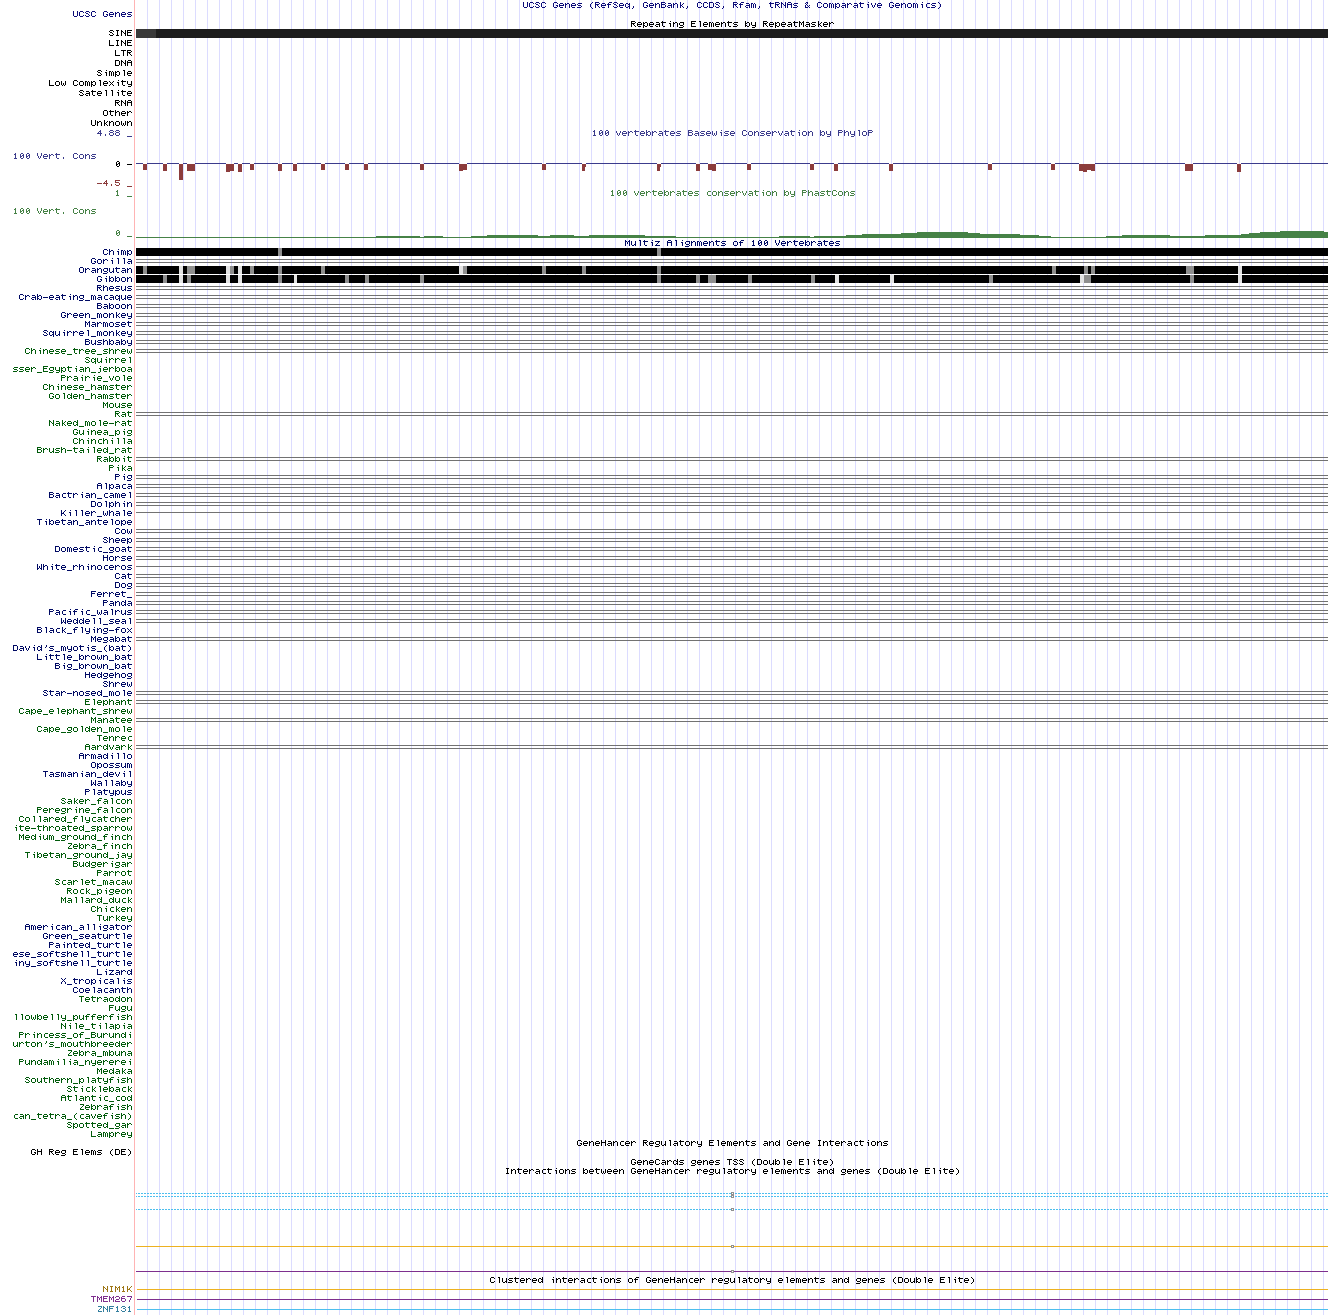 UCSC Genes (RefSeq, GenBank, CCDS, Rfam, tRNAs & Comparative Genomics)
UCSC Genes
Repeating Elements by RepeatMasker
SINE
LINE
LTR
DNA
Simple
Low Complexity
Satellite
RNA
Other
Unknown
4.88 _
100 vertebrates Basewise Conservation by PhyloP
100 Vert. Cons
0 -
-4.5 _
1 _
100 vertebrates conservation by PhastCons
100 Vert. Cons
0 _
Multiz Alignments of 100 Vertebrates
Chimp
Gorilla
Orangutan
Gibbon
Rhesus
Crab-eating_macaque
Baboon
Green_monkey
Marmoset
Squirrel_monkey
Bushbaby
Chinese_tree_shrew
Squirrel
sser_Egyptian_jerboa
Prairie_vole
Chinese_hamster
Golden_hamster
Mouse
Rat
Naked_mole-rat
Guinea_pig
Chinchilla
Brush-tailed_rat
Rabbit
Pika
Pig
Alpaca
Bactrian_camel
Dolphin
Killer_whale
Tibetan_antelope
Cow
Sheep
Domestic_goat
Horse
White_rhinoceros
Cat
Dog
Ferret_
Panda
Pacific_walrus
Weddell_seal
Black_flying-fox
Megabat
David's_myotis_(bat)
Little_brown_bat
Big_brown_bat
Hedgehog
Shrew
Star-nosed_mole
Elephant
Cape_elephant_shrew
Manatee
Cape_golden_mole
Tenrec
Aardvark
Armadillo
Opossum
Tasmanian_devil
Wallaby
Platypus
Saker_falcon
Peregrine_falcon
Collared_flycatcher
ite-throated_sparrow
Medium_ground_finch
Zebra_finch
Tibetan_ground_jay
Budgerigar
Parrot
Scarlet_macaw
Rock_pigeon
Mallard_duck
Chicken
Turkey
American_alligator
Green_seaturtle
Painted_turtle
ese_softshell_turtle
iny_softshell_turtle
Lizard
X_tropicalis
Coelacanth
Tetraodon
Fugu
llowbelly_pufferfish
Nile_tilapia
Princess_of_Burundi
urton's_mouthbreeder
Zebra_mbuna
Pundamilia_nyererei
Medaka
Southern_platyfish
Stickleback
Atlantic_cod
Zebrafish
can_tetra_(cavefish)
Spotted_gar
Lamprey
GeneHancer Regulatory Elements and Gene Interactions
GH Reg Elems (DE)
GeneCards genes TSS (Double Elite)
Interactions between GeneHancer regulatory elements and genes (Double Elite)
Clustered interactions of GeneHancer regulatory elements and genes (Double Elite)
NIM1K
TMEM267
ZNF131